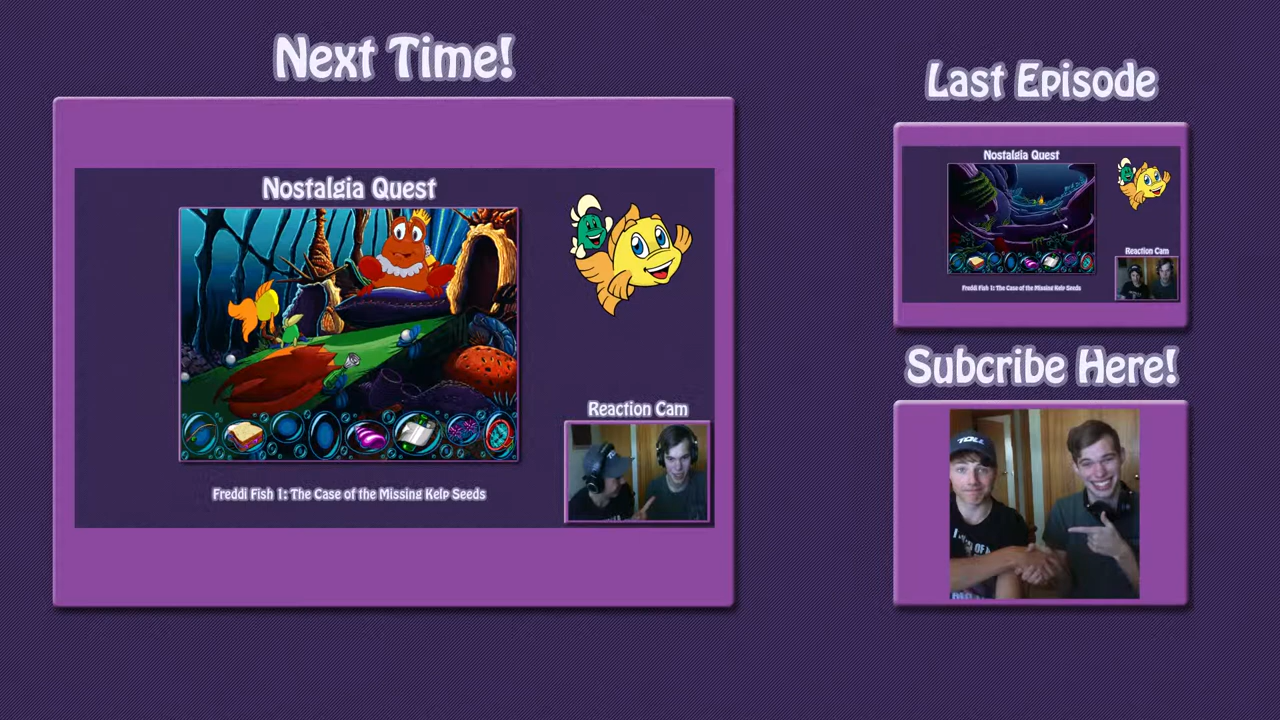 Next Time!
Nostalgia Quest
Reaction Cam
Freddi Fish 1: The Case of the Missing Kelp Seeds
Last Episode
Nostalgia Quest
Reaction Cam
Freddi Fish 1: The Case of the Missing Kelp Seeds
Subcribe Here!
TOLL